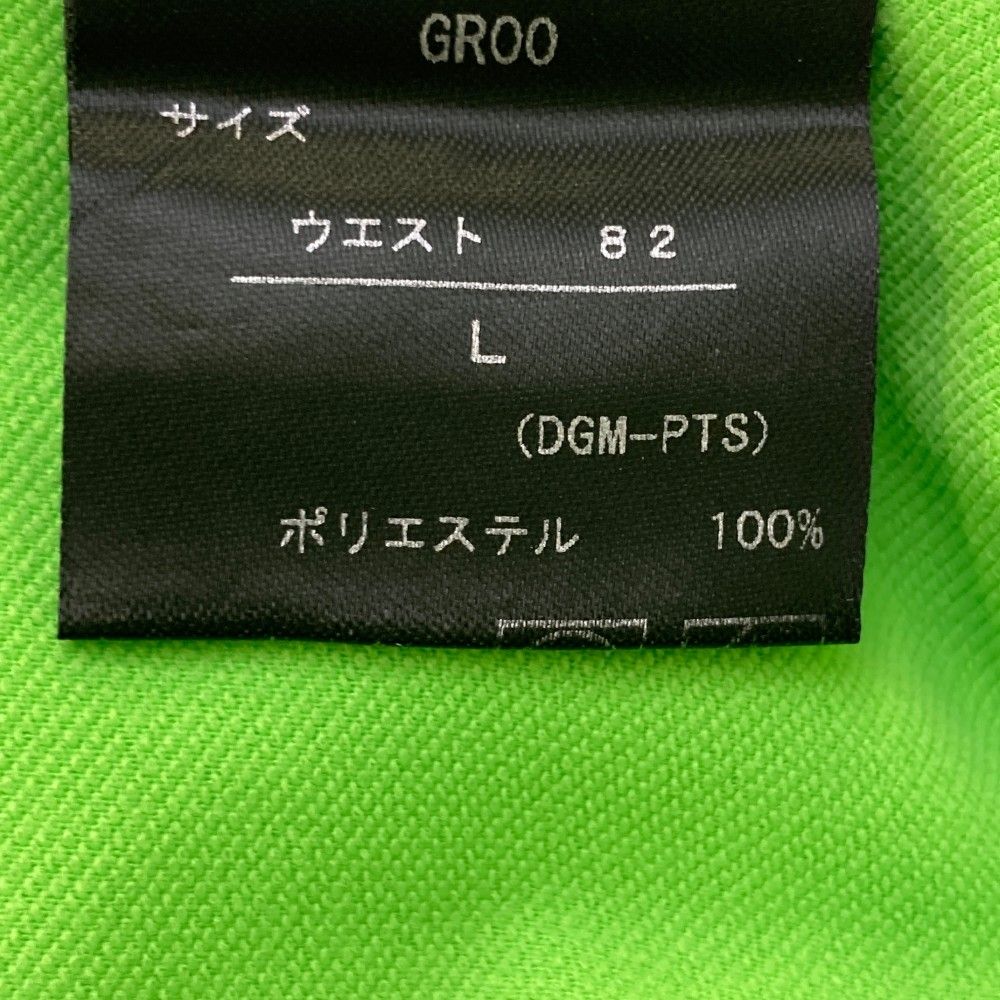 GR00
サイズ
ウエスト 82
L
(DGM-PTS)
ポリエステル 100%